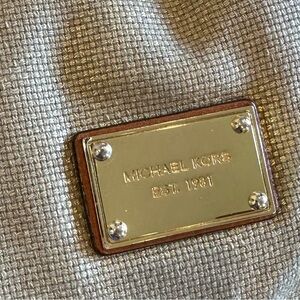 MICHAEL KORS
EST. 1981